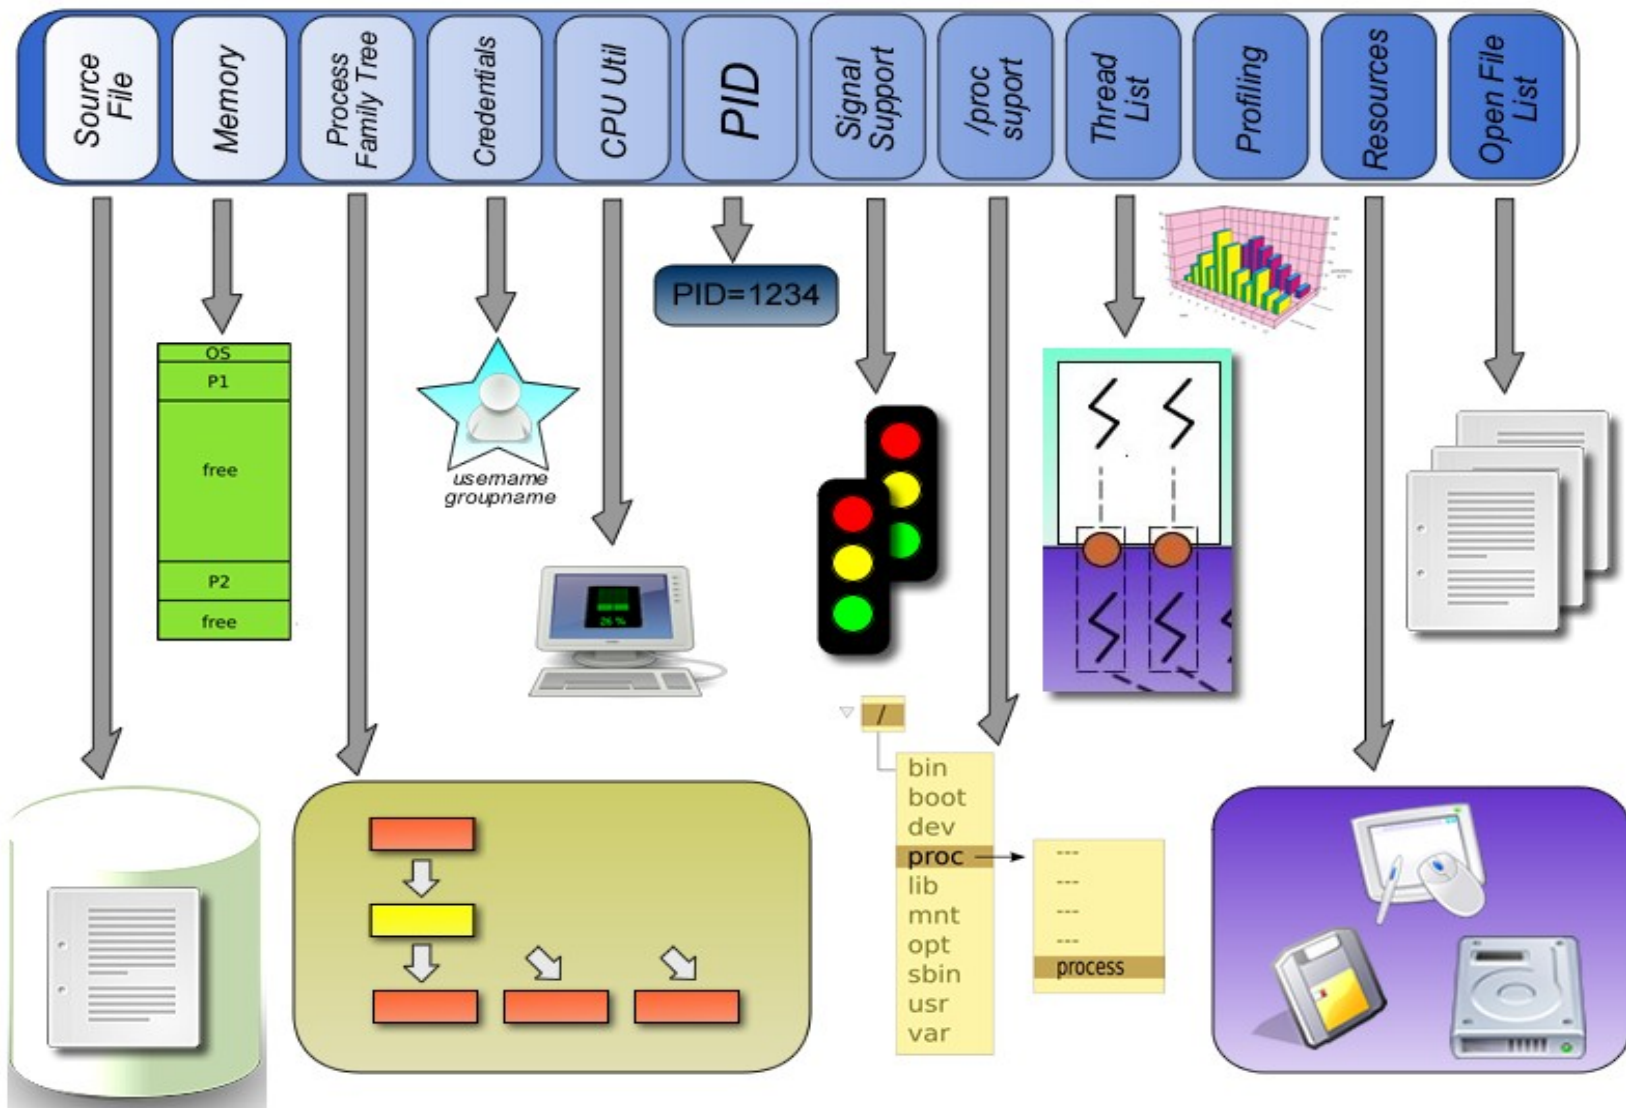 Source
File
Memory
Process
Family Tree
Credentials
CPU Util
PID
Signal
Support
/proc
suport
Thread
List
Profiling
Resources
Open File
List
PID=1234
OS
P1
free
P2
free
username
groupname
26 %
/
bin
boot
dev
proc
lib
mnt
opt
sbin
usr
var
---
---
---
---
process